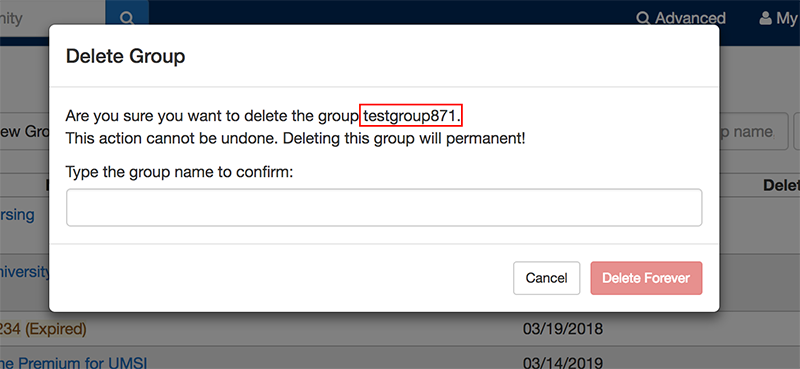 nity
Advanced
My
Delete Group
Are you sure you want to delete the group testgroup871.
This action cannot be undone. Deleting this group will permanent!
ew Gro
p name
Type the group name to confirm:
Delet
rsing
niversity
Cancel
Delete Forever
234 (Expired)
03/19/2018
ne Premium for UMSI
03/14/2019